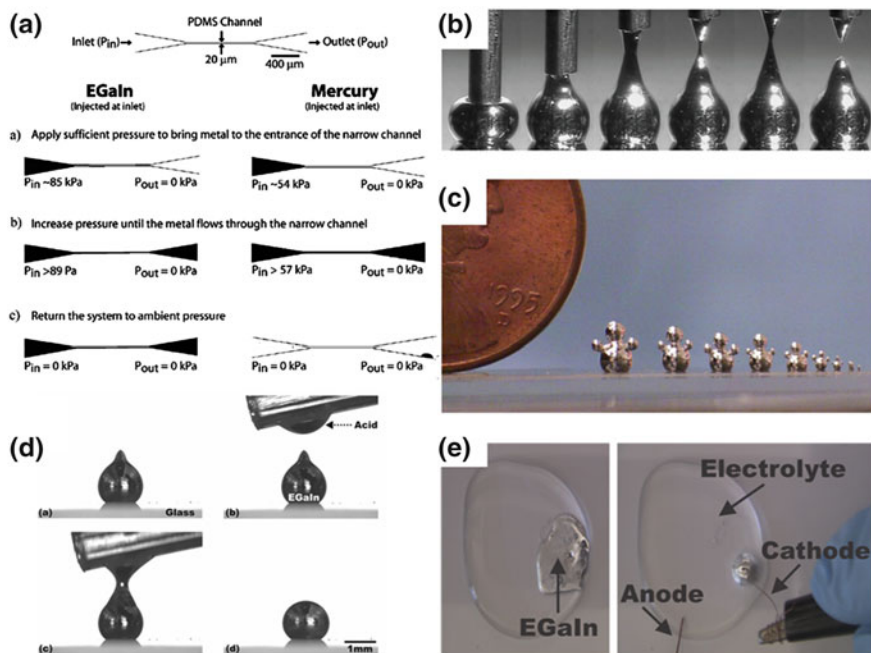 (a)
PDMS Channel
Inlet (Pin)
Outlet (Pout)
20 µm
400 µm
EGaIn
(Injected at inlet)
Mercury
(Injected at inlet)
a) Apply sufficient pressure to bring metal to the entrance of the narrow channel
Pin ~85 kPa Pout = 0 kPa
Pin ~54 kPa Pout = 0 kPa
b) Increase pressure until the metal flows through the narrow channel
Pin >89 Pa Pout = 0 kPa
Pin > 57 kPa Pout = 0 kPa
c) Return the system to ambient pressure
Pin = 0 kPa Pout = 0 kPa
Pin = 0 kPa Pout = 0 kPa
(b)
(c)
1995
D
(d)
Acid
(a)
Glass
(b)
EGaIn
(c)
(d)
1mm
(e)
EGaIn
Electrolyte
Cathode
Anode